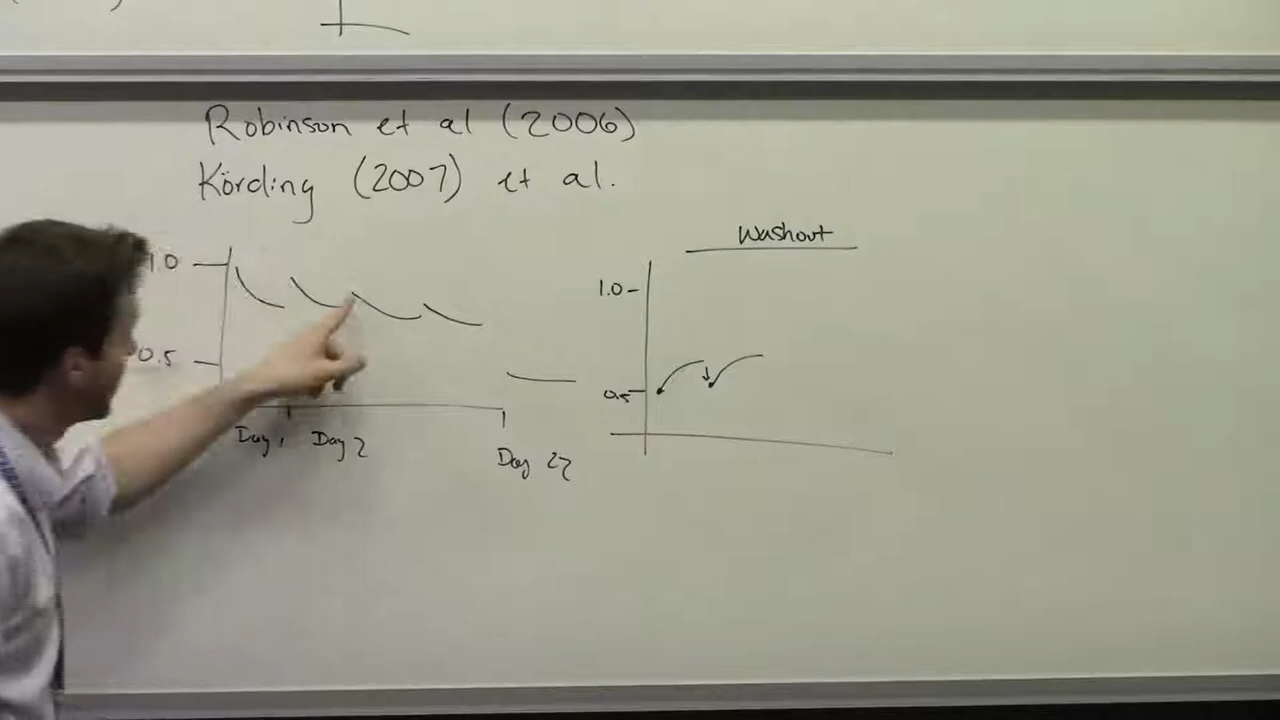 Robinson et al (2006)
Körding (2007) et al.
Washout
1.0
0.5
Day 1
Day 2
Day 27
1.0
0.5